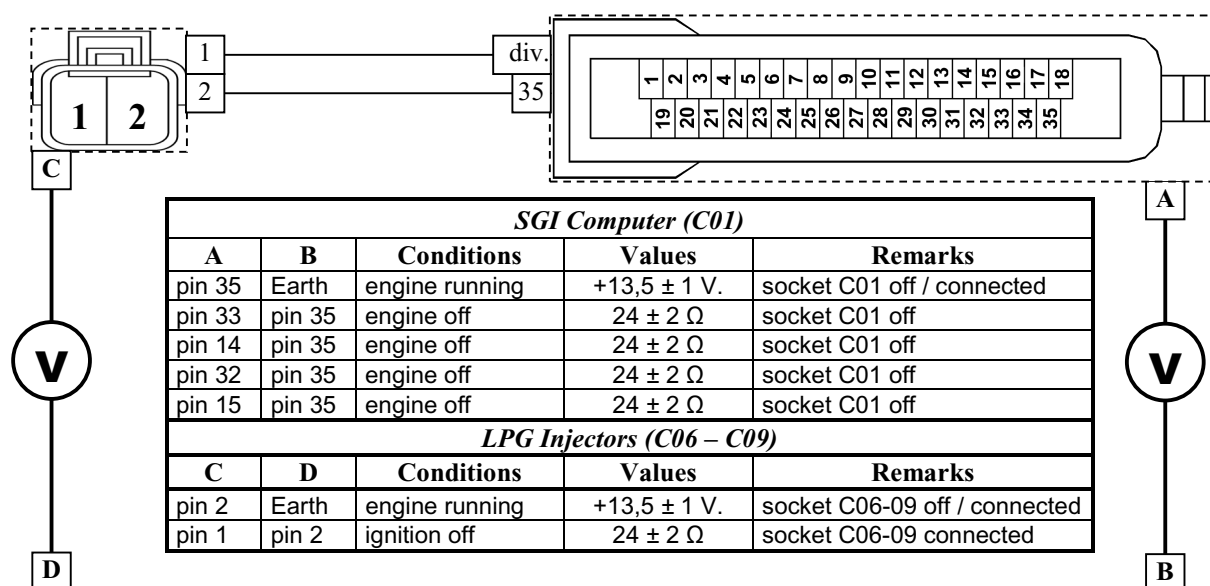 1 div.
2 35
1 2
1 2 3 4 5 6 7 8 9 10 11 12 13 14 15 16 17 18
19 20 21 22 23 24 25 26 27 28 29 30 31 32 33 34 35
C
A
SGI Computer (C01)
A B Conditions Values Remarks
pin 35 Earth engine running +13,5 ± 1 V. socket C01 off / connected
pin 33 pin 35 engine off 24 ± 2 Ω socket C01 off
pin 14 pin 35 engine off 24 ± 2 Ω socket C01 off
pin 32 pin 35 engine off 24 ± 2 Ω socket C01 off
pin 15 pin 35 engine off 24 ± 2 Ω socket C01 off
V
V
LPG Injectors (C06 – C09)
C D Conditions Values Remarks
pin 2 Earth engine running +13,5 ± 1 V. socket C06-09 off / connected
pin 1 pin 2 ignition off 24 ± 2 Ω socket C06-09 connected
D
B